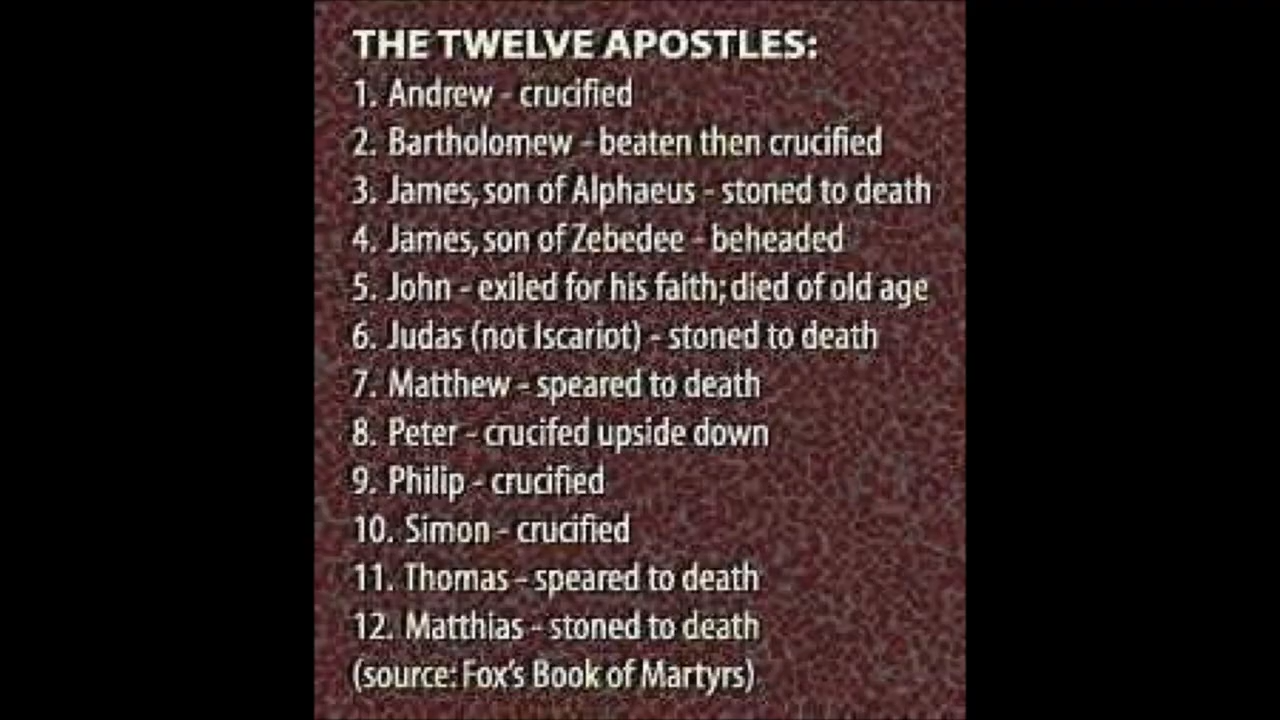 THE TWELVE APOSTLES:
1. Andrew - crucified
2. Bartholomew - beaten then crucified
3. James, son of Alphaeus - stoned to death
4. James, son of Zebedee - beheaded
5. John - exiled for his faith; died of old age
6. Judas (not Iscariot) - stoned to death
7. Matthew - speared to death
8. Peter - crucifed upside down
9. Philip - crucified
10. Simon - crucified
11. Thomas - speared to death
12. Matthias - stoned to death
(source: Fox's Book of Martyrs)